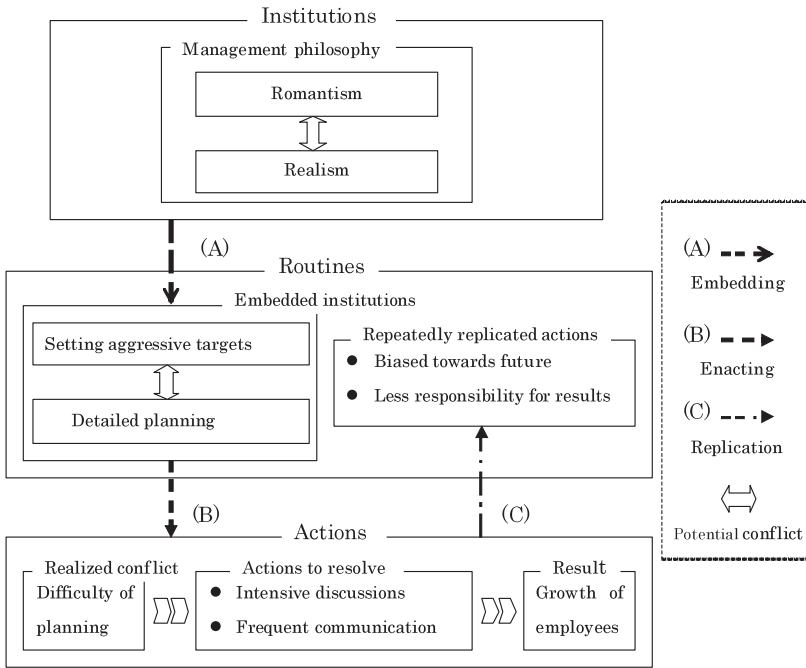 Institutions
Management philosophy
Romantism
Realism
(A)
Routines
Embedded institutions
Setting aggressive targets
Detailed planning
Repeatedly replicated actions
● Biased towards future
● Less responsibility for results
(B)
(C)
Actions
Realized conflict
Difficulty of
planning
Actions to resolve
● Intensive discussions
● Frequent communication
Result
Growth of
employees
(A)
Embedding
(B)
Enacting
(C)
Replication
Potential conflict